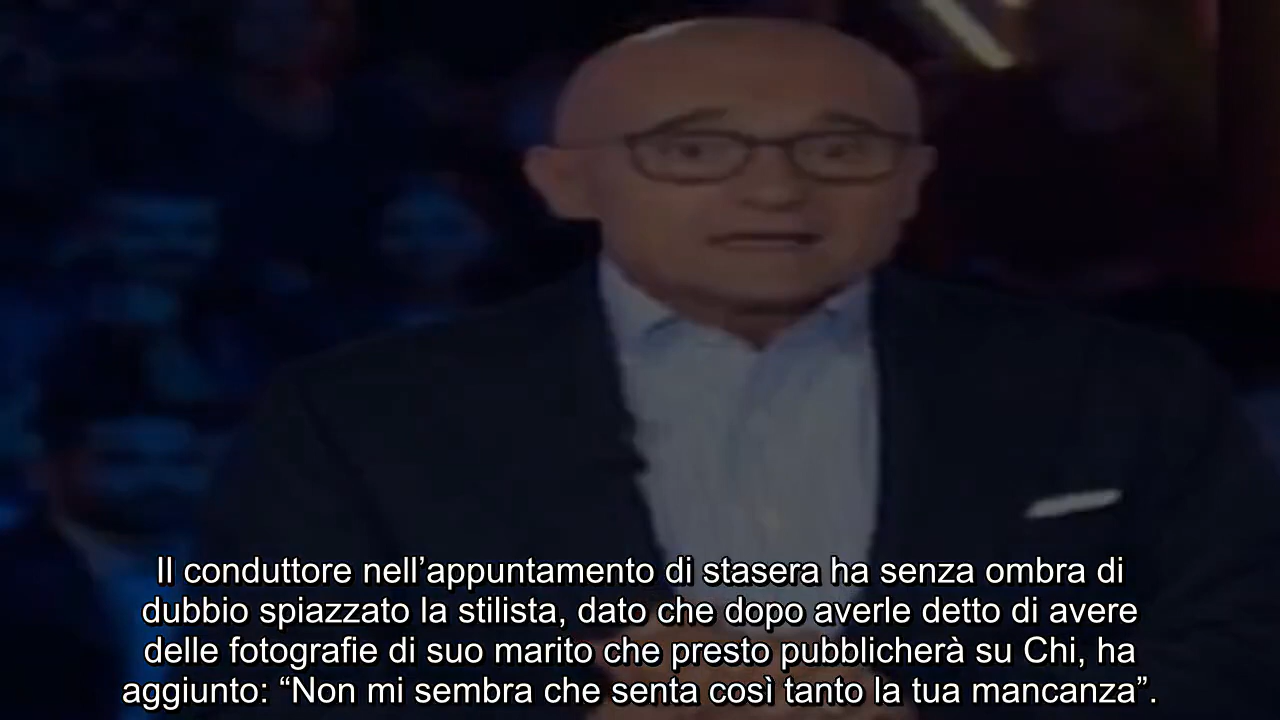 Il conduttore nell’appuntamento di stasera ha senza ombra di
dubbio spiazzato la stilista, dato che dopo averle detto di avere
delle fotografie di suo marito che presto pubblicherà su Chi, ha
aggiunto: “Non mi sembra che senta così tanto la tua mancanza”.